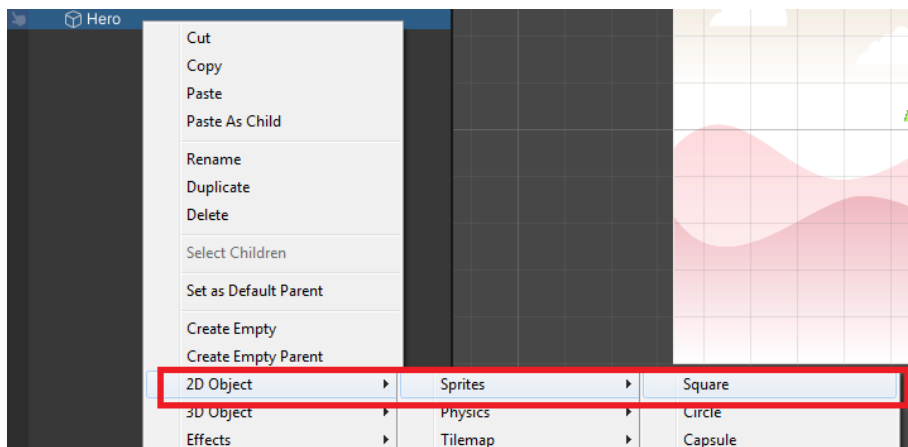 Hero
Cut
Copy
Paste
Paste As Child
Rename
Duplicate
Delete
Select Children
Set as Default Parent
Create Empty
Create Empty Parent
2D Object Sprites Square
3D Object Physics Circle
Effects Tilemap Capsule